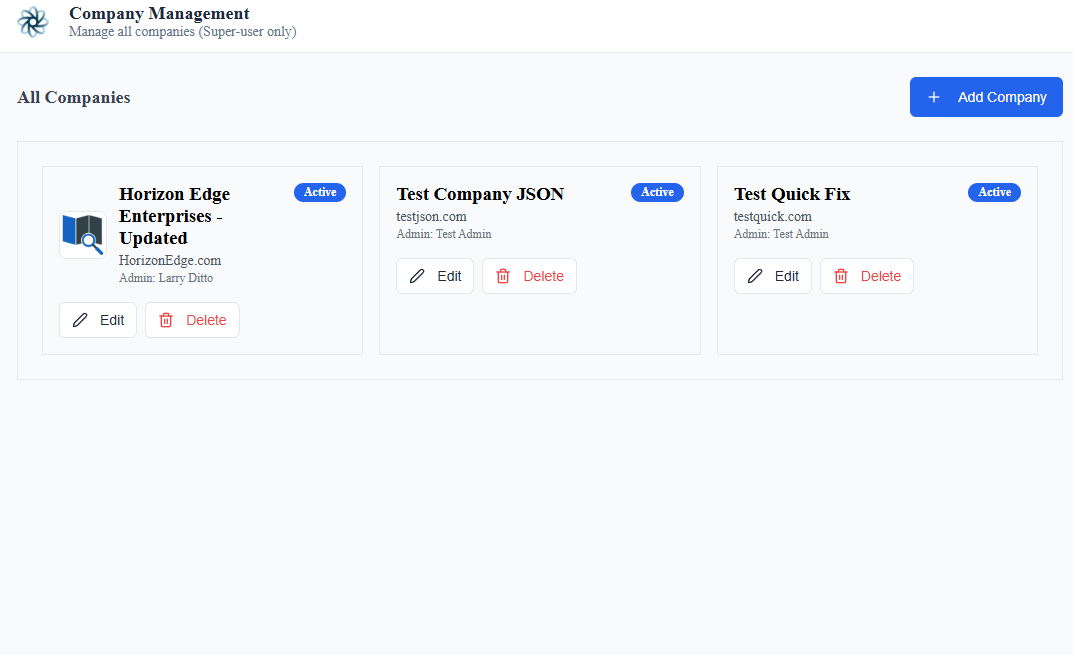 Company Management
Manage all companies (Super-user only)
All Companies
+ Add Company
Horizon Edge
Enterprises -
Updated
Active
HorizonEdge.com
Admin: Larry Ditto
Edit
Delete
Test Company JSON
Active
testjson.com
Admin: Test Admin
Edit
Delete
Test Quick Fix
Active
testquick.com
Admin: Test Admin
Edit
Delete